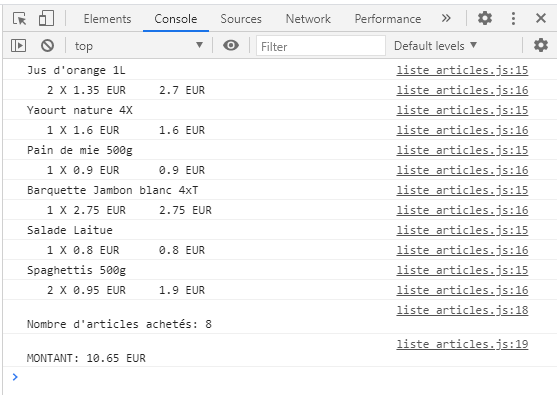 Elements Console Sources Network Performance »
top ▼ Filter Default levels ▼
Jus d'orange 1L liste articles.js:15
2 X 1.35 EUR 2.7 EUR liste articles.js:16
Yaourt nature 4X liste articles.js:15
1 X 1.6 EUR 1.6 EUR liste articles.js:16
Pain de mie 500g liste articles.js:15
1 X 0.9 EUR 0.9 EUR liste articles.js:16
Barquette Jambon blanc 4xT liste articles.js:15
1 X 2.75 EUR 2.75 EUR liste articles.js:16
Salade Laitue liste articles.js:15
1 X 0.8 EUR 0.8 EUR liste articles.js:16
Spaghettis 500g liste articles.js:15
2 X 0.95 EUR 1.9 EUR liste articles.js:16
liste articles.js:18
Nombre d'articles achetés: 8
liste articles.js:19
MONTANT: 10.65 EUR
>